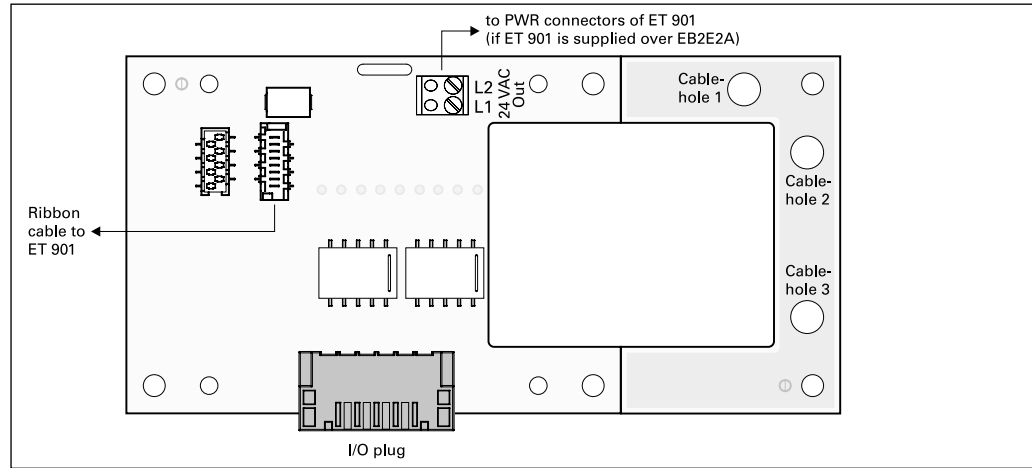 to PWR connectors of ET 901
(if ET 901 is supplied over EB2E2A)
L2
L1
24 VAC
Out
Cable-
hole 1
Cable-
hole 2
Cable-
hole 3
Ribbon
cable to
ET 901
I/O plug